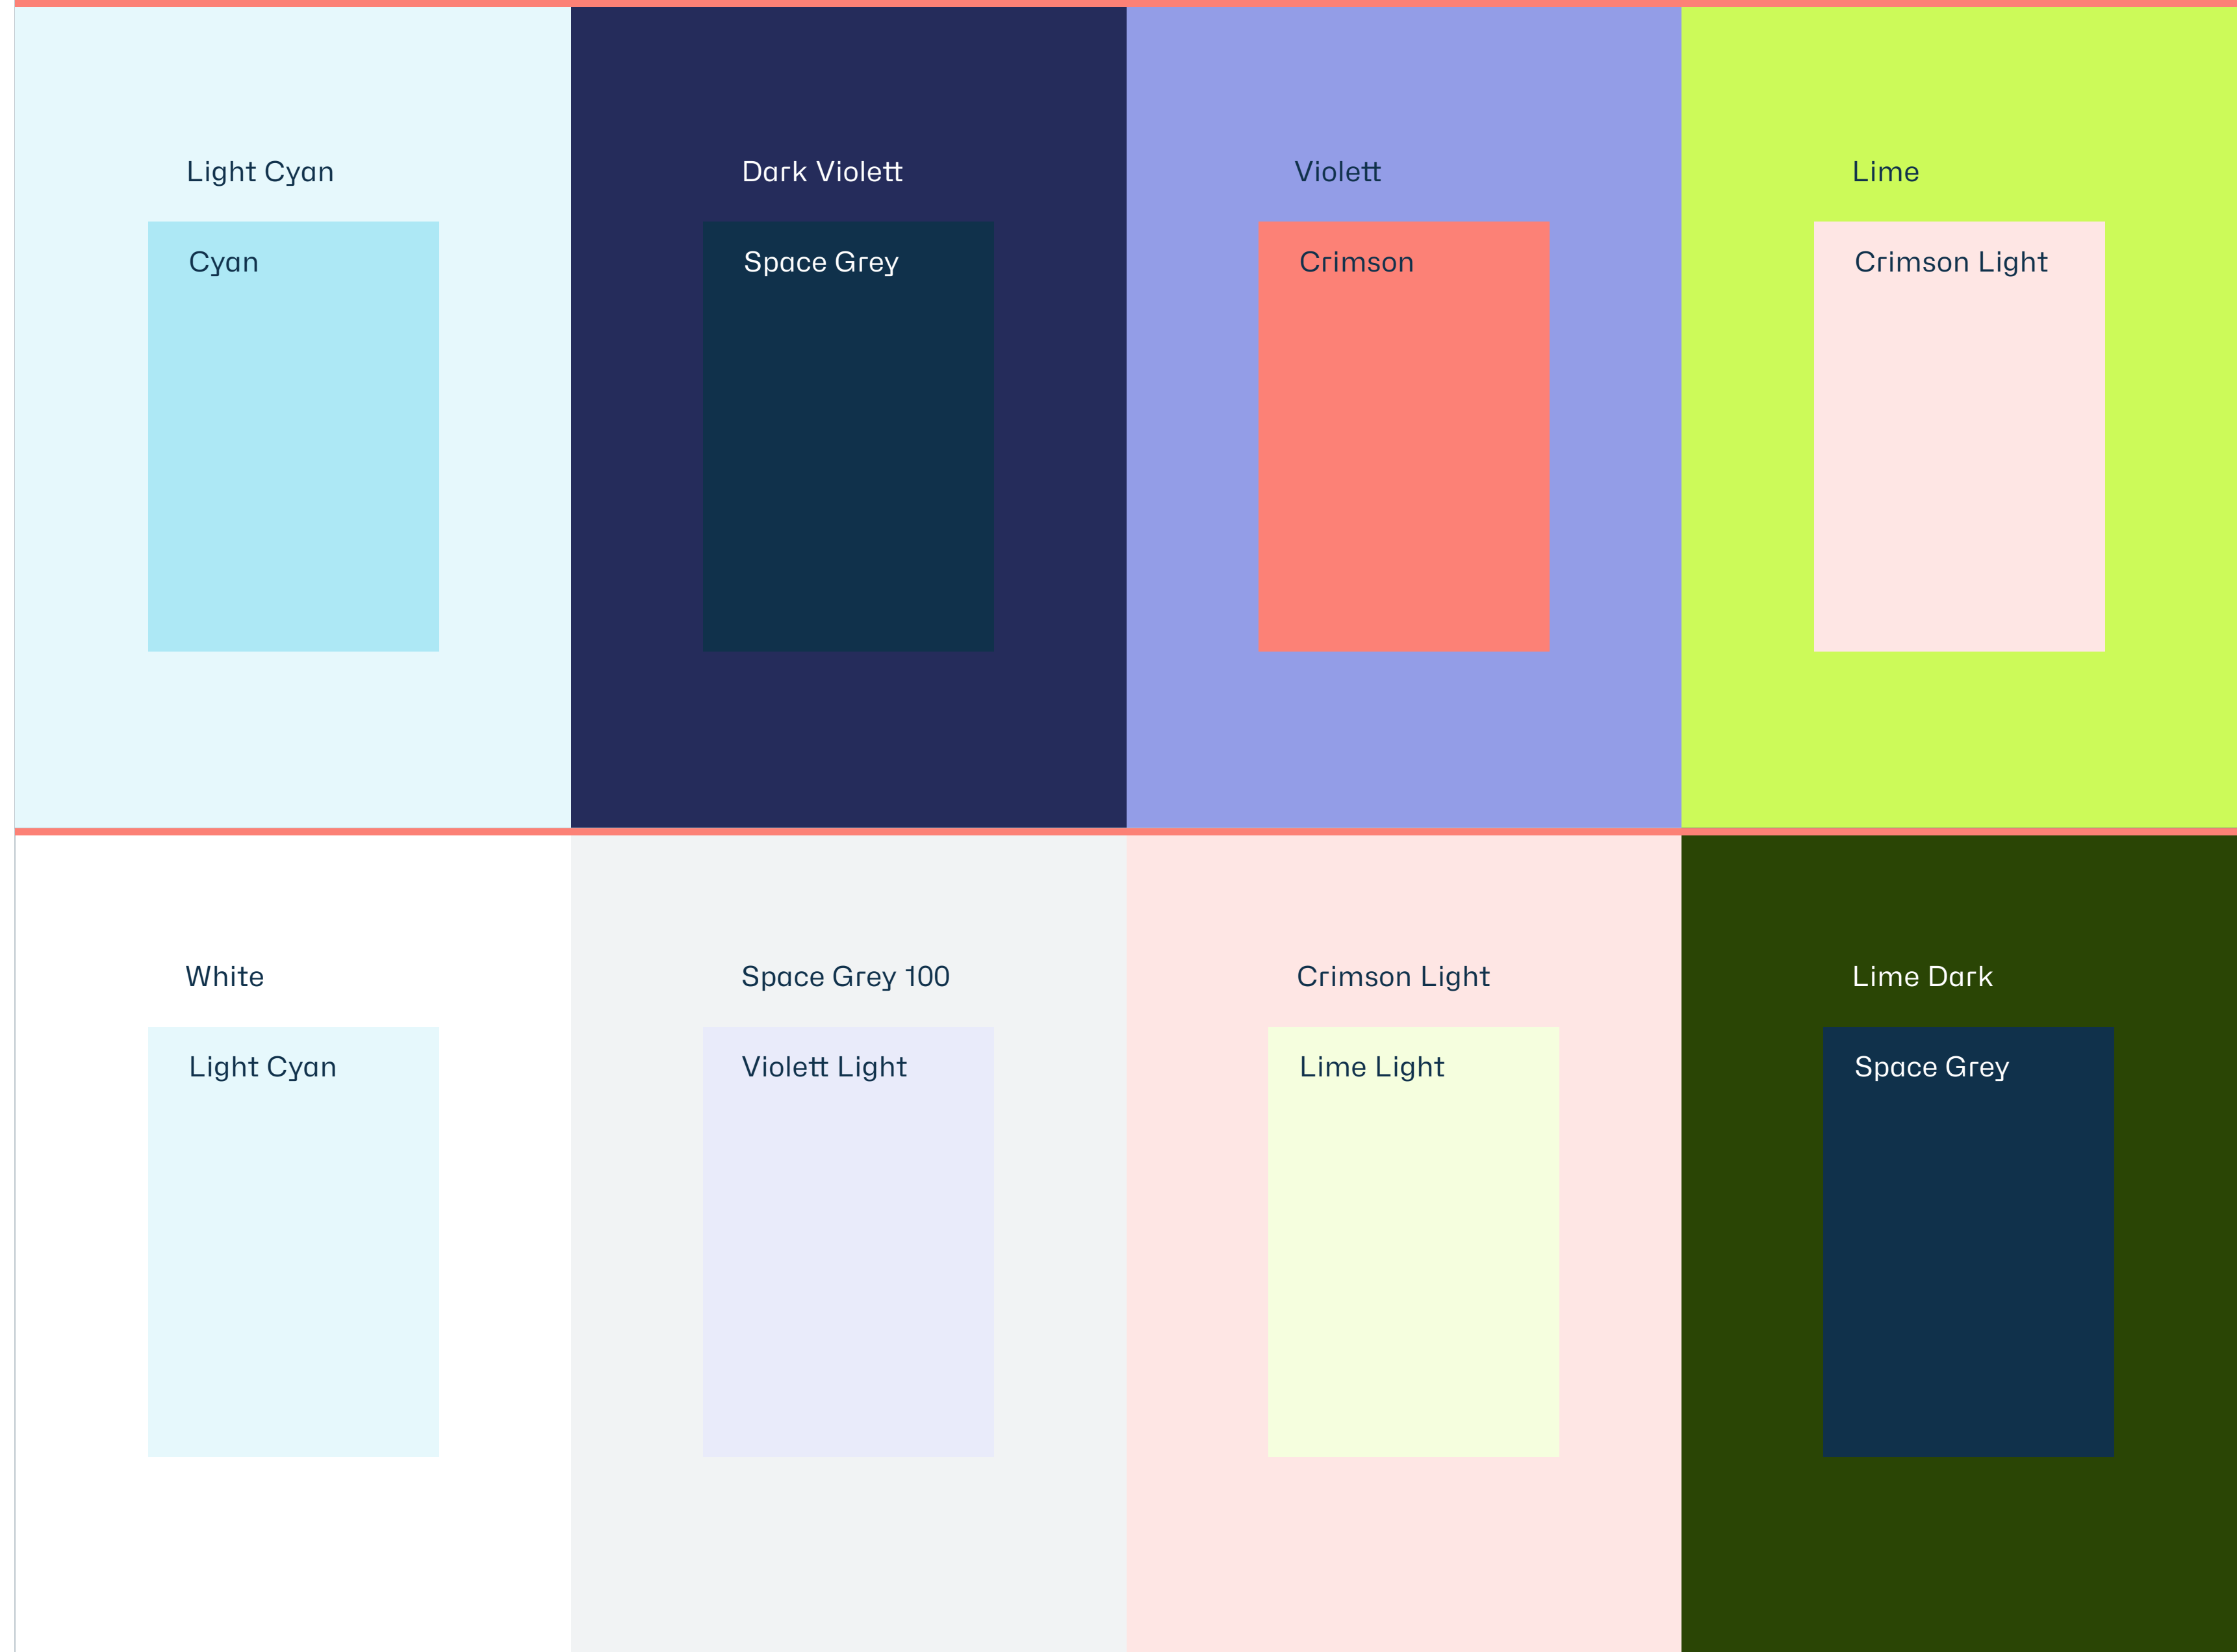 Light Cyan
Cyan
Dark Violett
Space Grey
Violett
Crimson
Lime
Crimson Light
White
Light Cyan
Space Grey 100
Violett Light
Crimson Light
Lime Light
Lime Dark
Space Grey